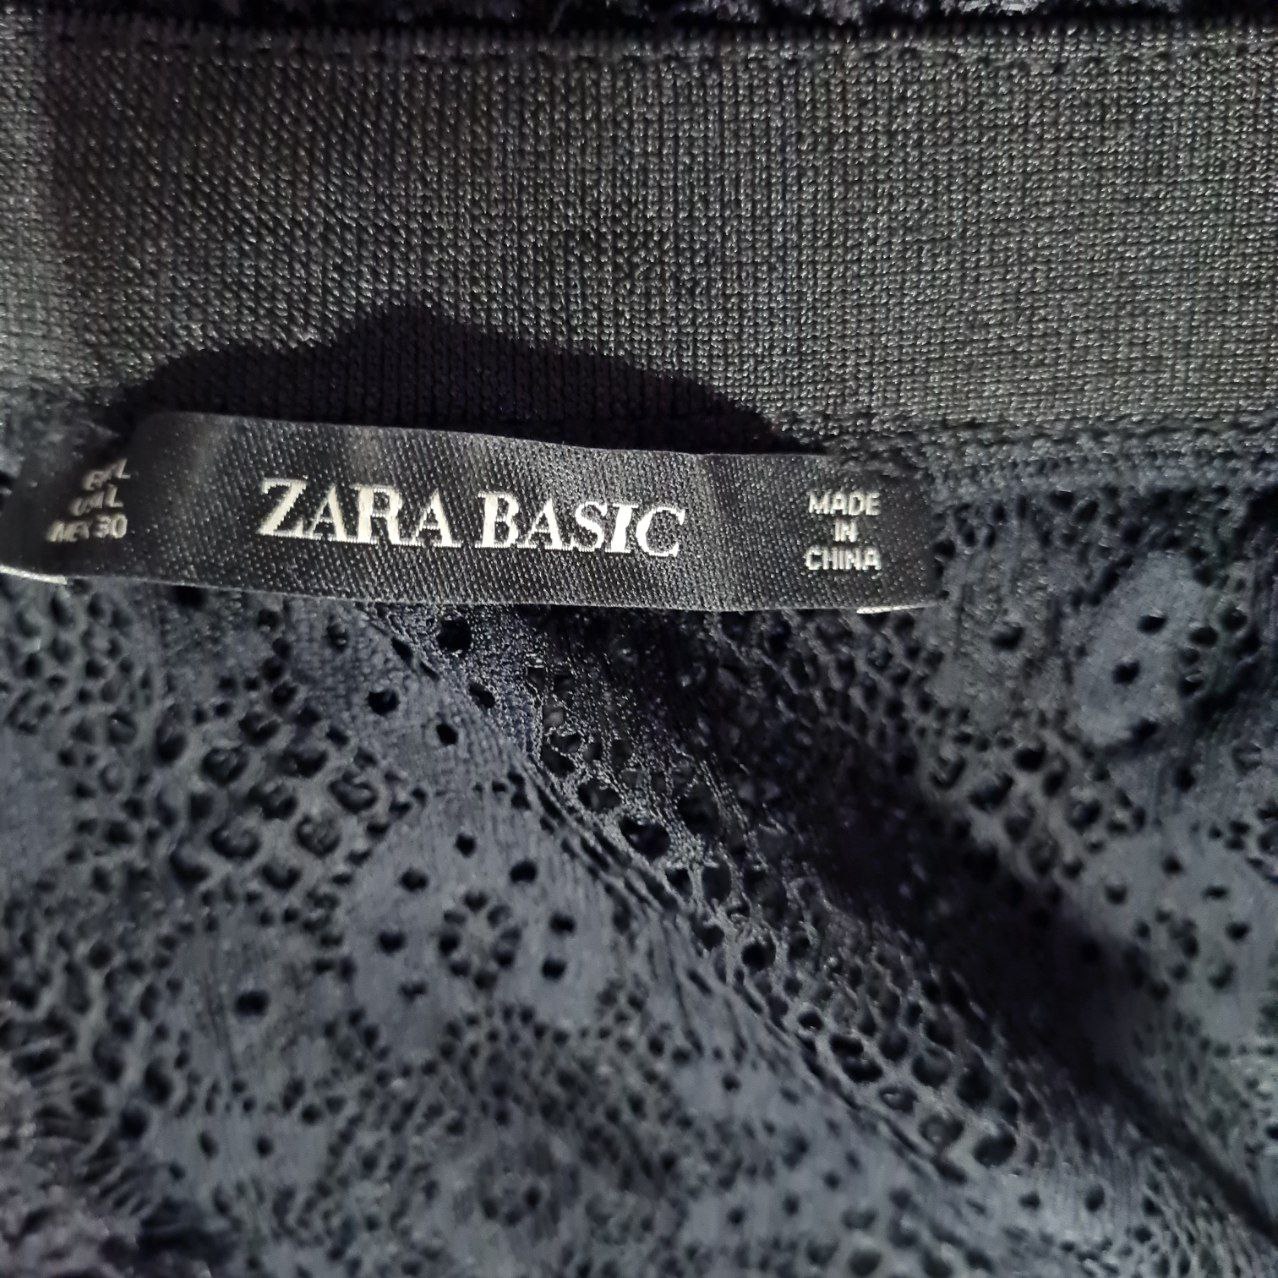 EUR L
USA L
MEX 30
ZARA BASIC
MADE
IN
CHINA